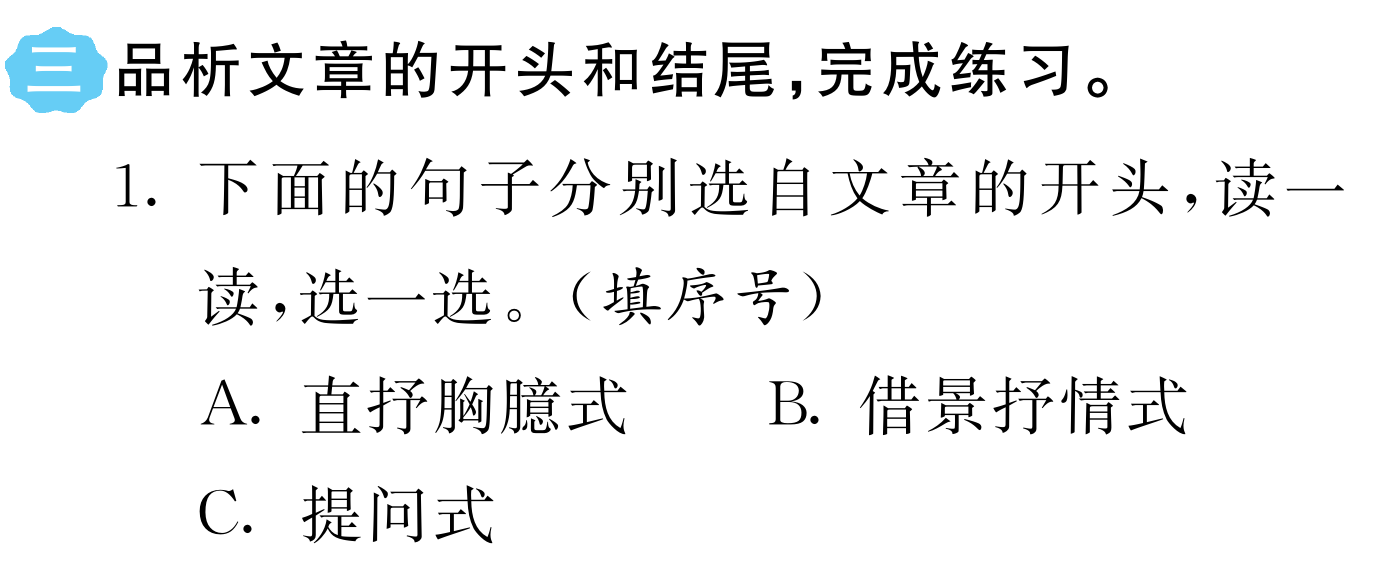 三 品析文章的开头和结尾,完成练习。
1. 下面的句子分别选自文章的开头,读一
读,选一选。(填序号)
A. 直抒胸臆式 B. 借景抒情式
C. 提问式